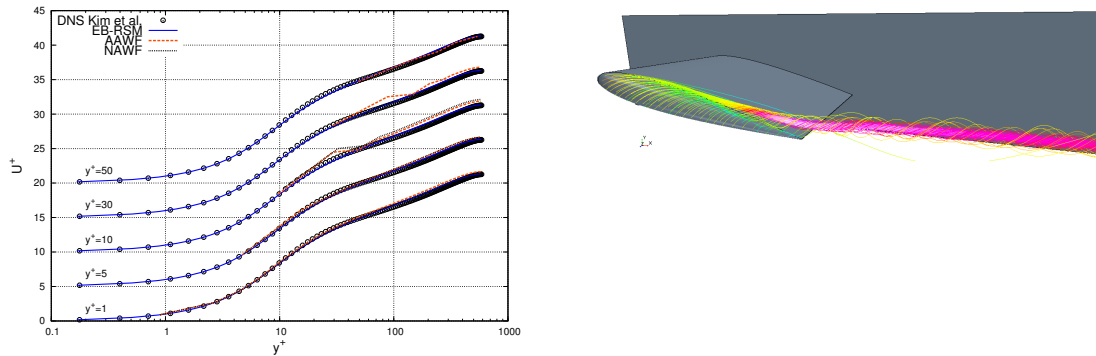 DNS Kim et al.
EB-RSM
AAWF
NAWF
45
40
35
30
25
20
15
10
5
0
U⁺
y⁺=50
y⁺=30
y⁺=10
y⁺=5
y⁺=1
0.1 1 10 100 1000
y⁺
Y
Z X